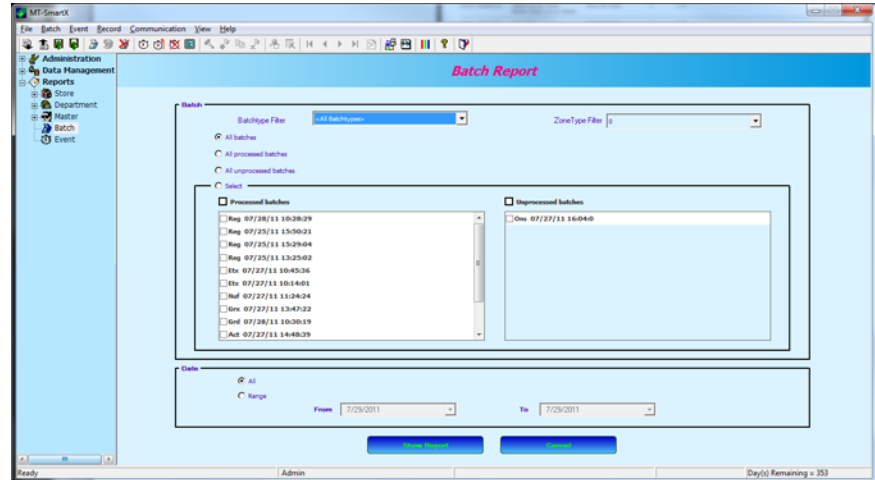 MT-SmartX
File Batch Event Record Communication View Help
Administration
Data Management
Reports
Store
Department
Master
Batch
Event
Batch Report
Batch
Batchtype Filter
<All Batchtypes>
ZoneType Filter
All batches
All processed batches
All unprocessed batches
Select
Processed batches
Reg 07/28/11 10:28:29
Reg 07/25/11 15:50:21
Reg 07/25/11 15:29:04
Reg 07/25/11 13:25:02
Etx 07/27/11 10:45:36
Etx 07/27/11 10:14:01
Nuf 07/27/11 11:24:24
Grx 07/27/11 13:47:22
Grd 07/28/11 10:30:19
Act 07/27/11 14:48:39
Unprocessed batches
Ons 07/27/11 16:04:0
Date
All
Range
From 7/29/2011
To 7/29/2011
Show Report
Cancel
Ready
Admin
Day(s) Remaining = 353